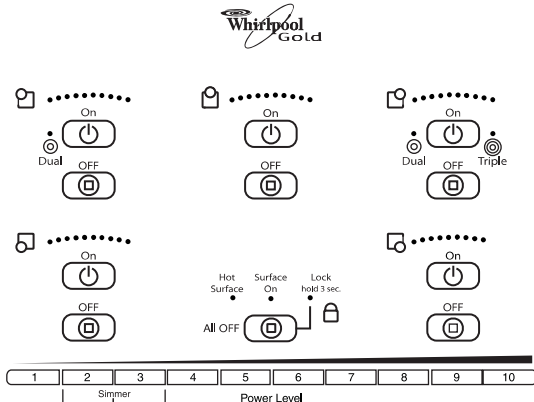 Whirlpool
Gold
On
On
On
Dual
Dual
Triple
OFF
OFF
OFF
On
Hot Surface
Surface On
Lock
hold 3 sec.
On
OFF
All OFF
OFF
1 2 3 4 5 6 7 8 9 10
Simmer
Power Level